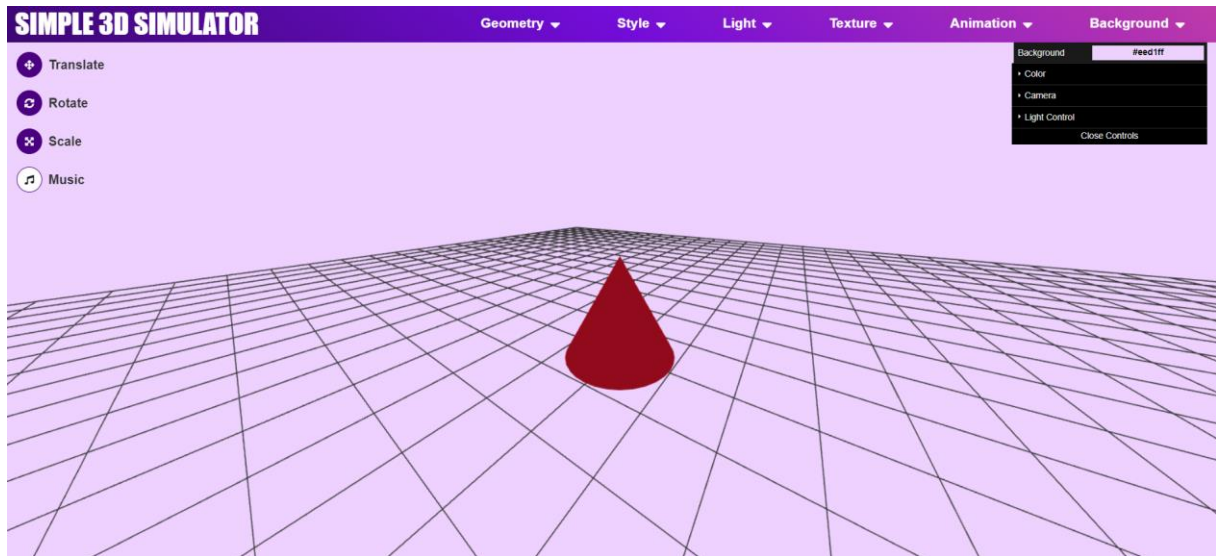 SIMPLE 3D SIMULATOR
Geometry Style Light Texture Animation Background
Translate
Rotate
Scale
Music
Background #eed1ff
Color
Camera
Light Control
Close Controls